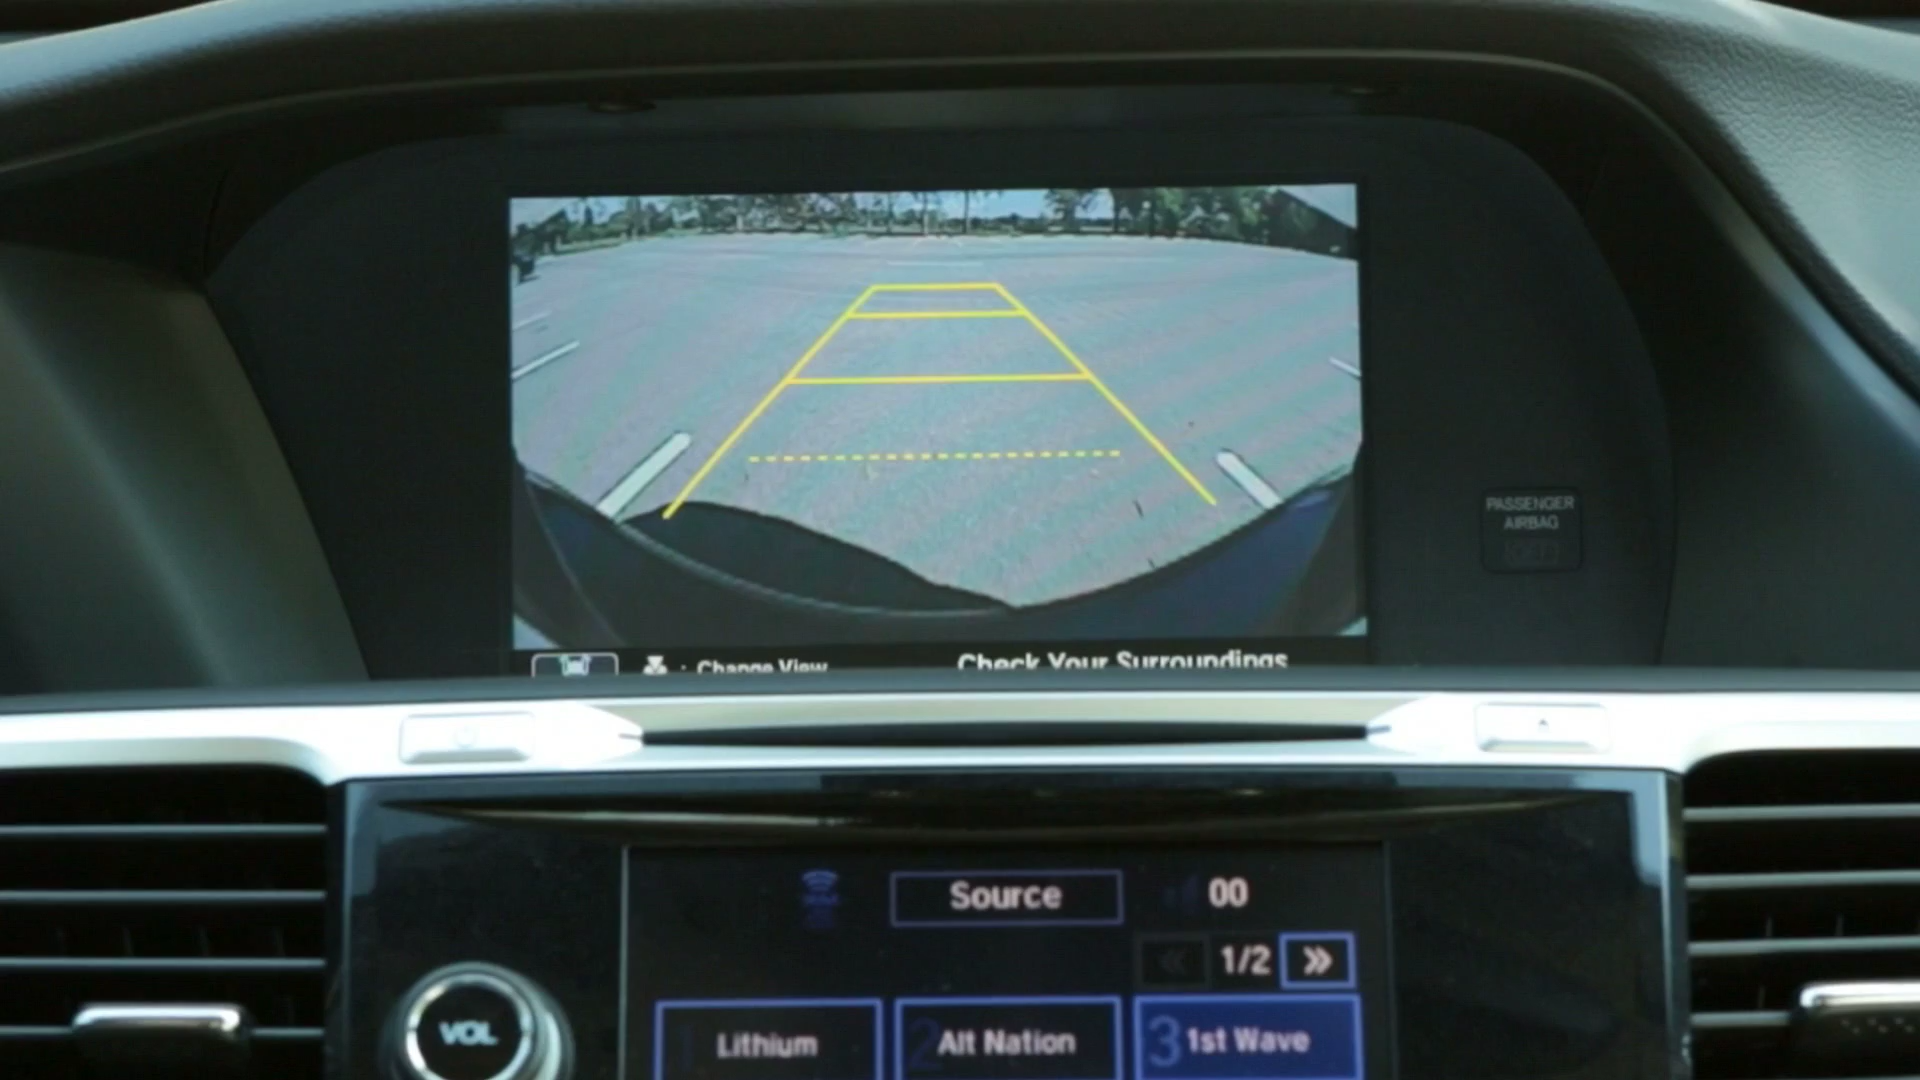 PASSENGER
AIRBAG
OFF
: Change View
Check Your Surroundings
Source
00
1/2
VOL
Lithium
2 Alt Nation
3 1st Wave